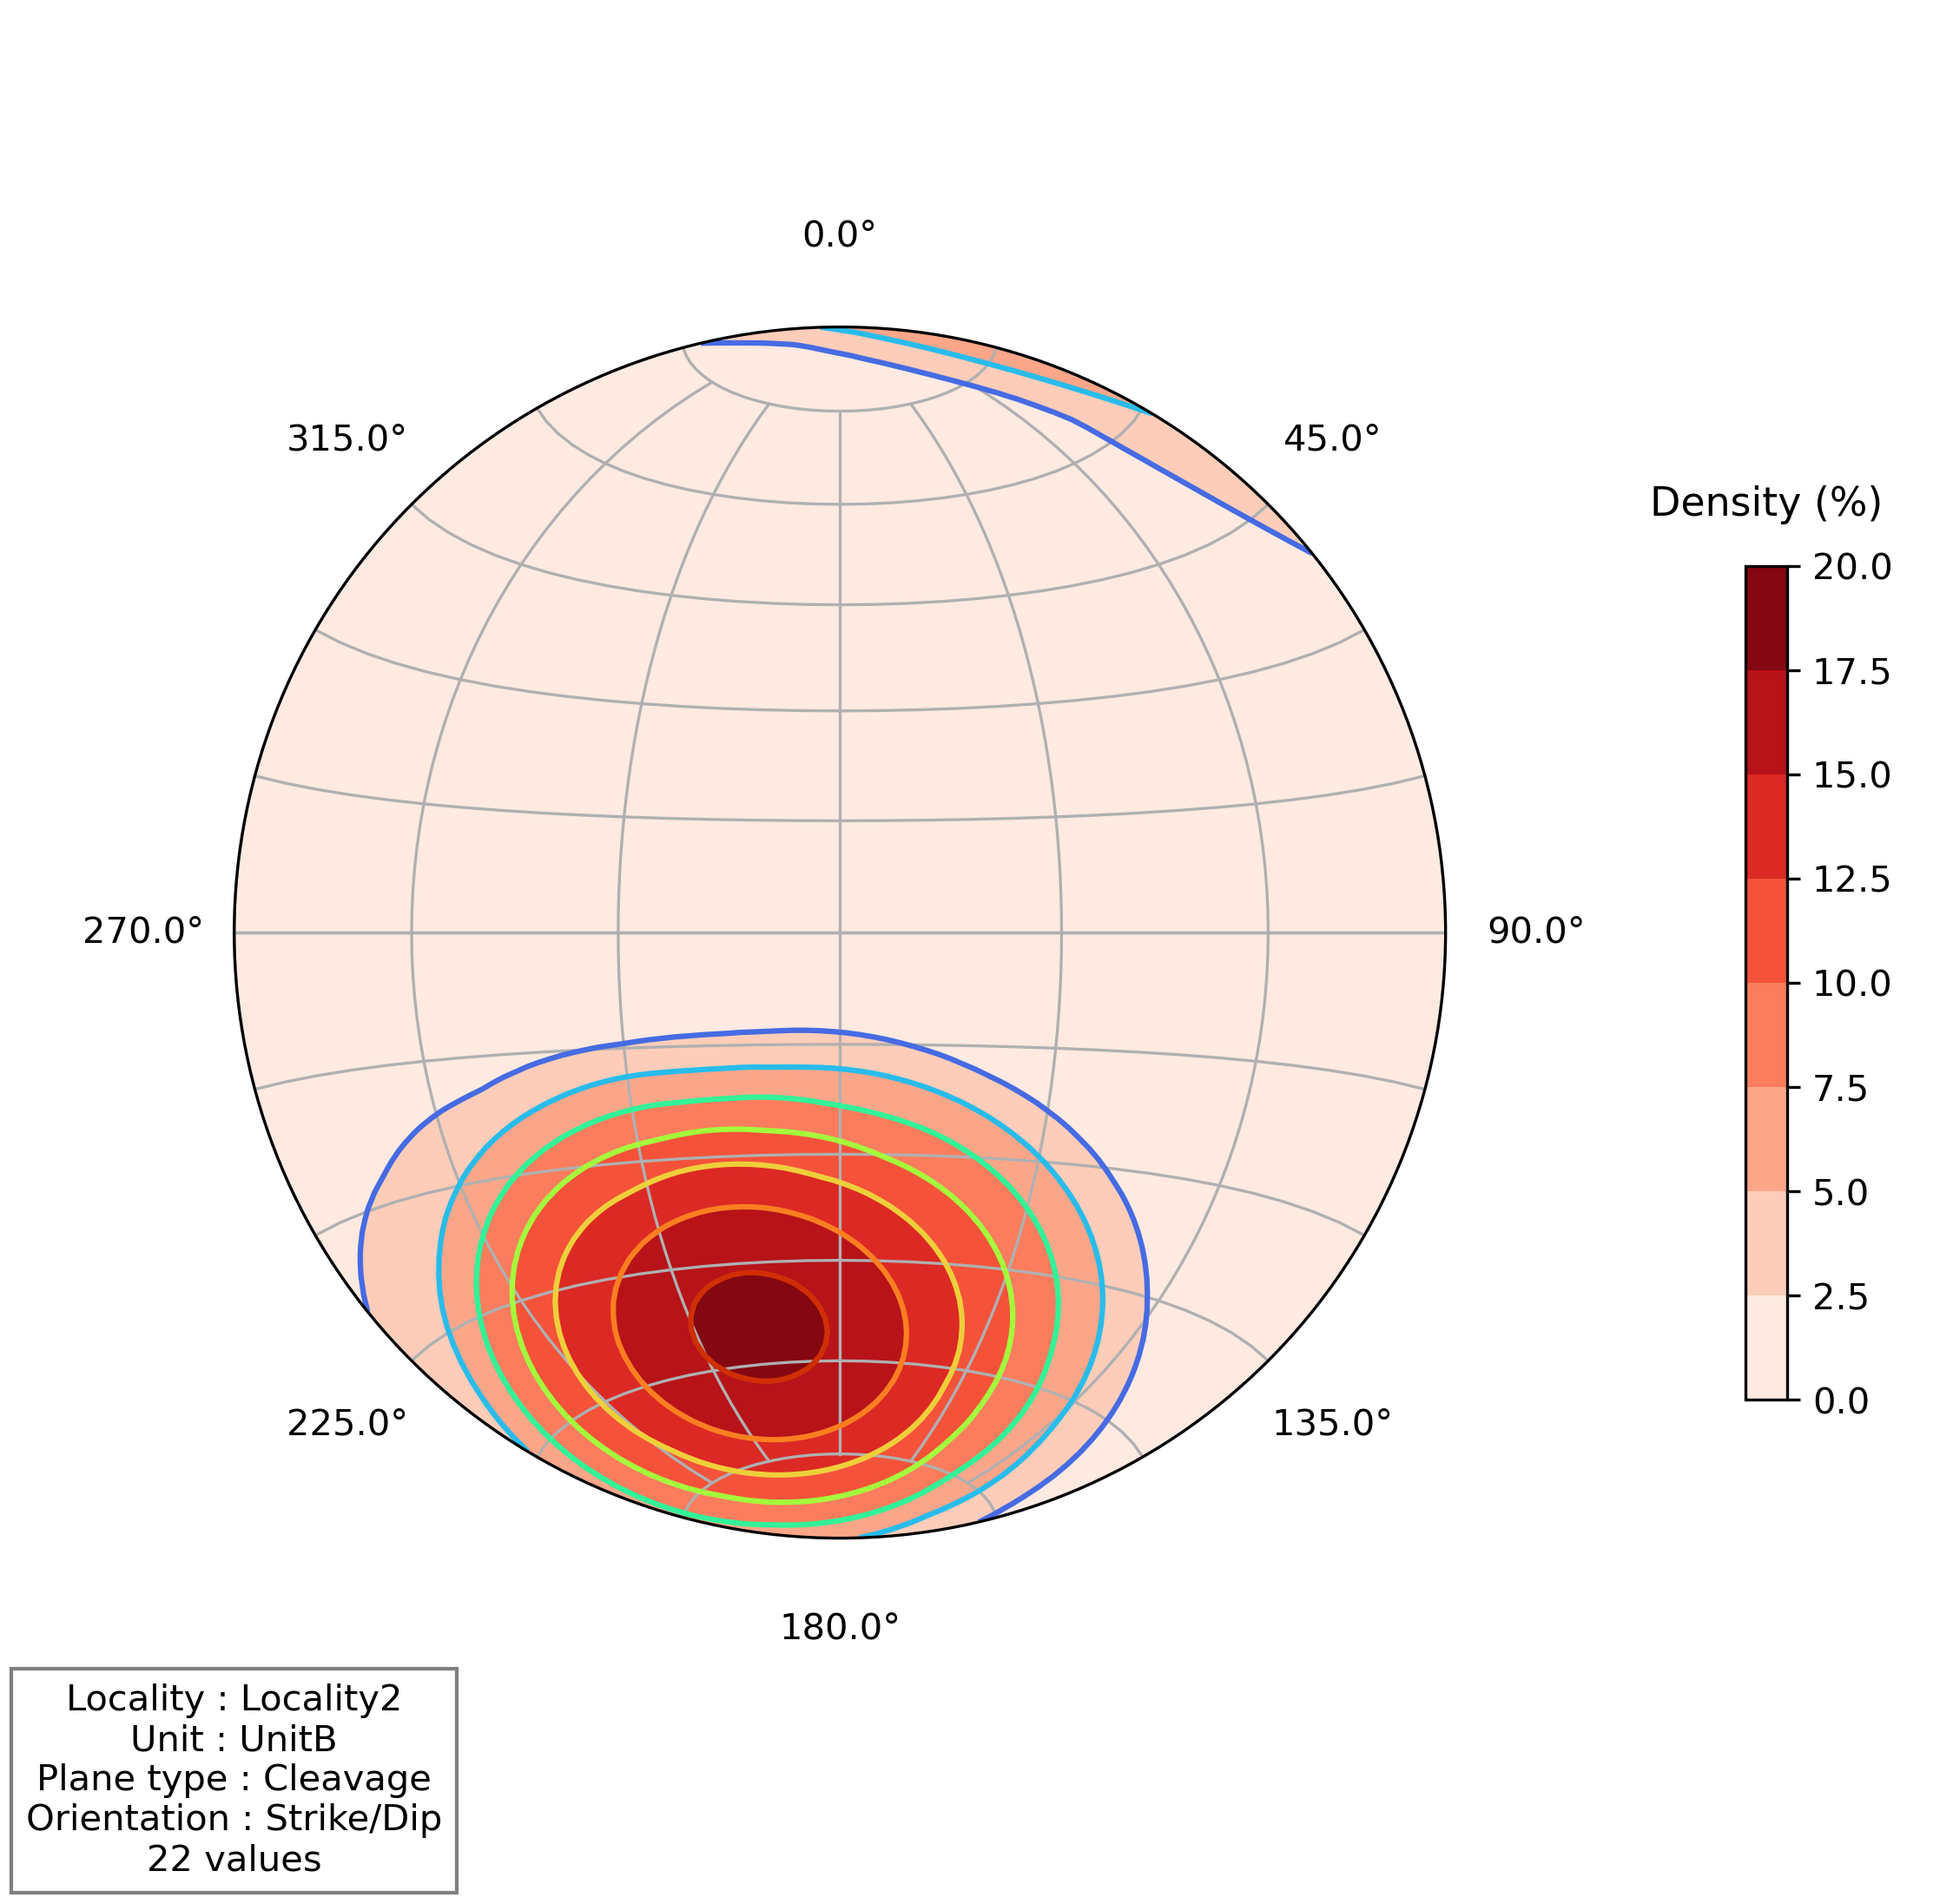 0.0°
315.0°
45.0°
Density (%)
20.0
17.5
15.0
12.5
270.0°
90.0°
10.0
7.5
5.0
2.5
0.0
225.0°
135.0°
180.0°
Locality : Locality2
Unit : UnitB
Plane type : Cleavage
Orientation : Strike/Dip
22 values